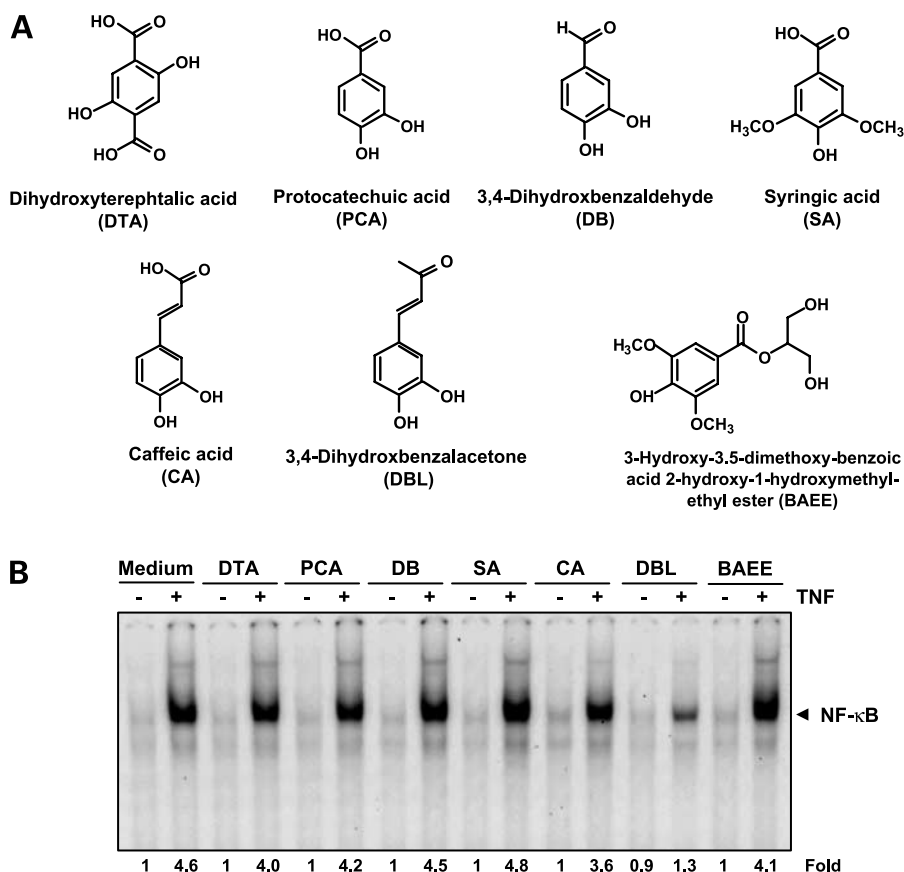 A
HO O
OH
HO
HO O
HO O
OH
OH
H O
OH
OH
HO O
H₃CO OCH₃
OH
Dihydroxyterephtalic acid
(DTA)
Protocatechuic acid
(PCA)
3,4-Dihydroxbenzaldehyde
(DB)
Syringic acid
(SA)
HO O
OH
OH
O
OH
OH
O OH
H₃CO
O
OH
OH
OCH₃
Caffeic acid
(CA)
3,4-Dihydroxbenzalacetone
(DBL)
3-Hydroxy-3.5-dimethoxy-benzoic
acid 2-hydroxy-1-hydroxymethyl-
ethyl ester (BAEE)
B
Medium DTA PCA DB SA CA DBL BAEE
- + - + - + - + - + - + - + - + TNF
NF-κB
1 4.6 1 4.0 1 4.2 1 4.5 1 4.8 1 3.6 0.9 1.3 1 4.1 Fold